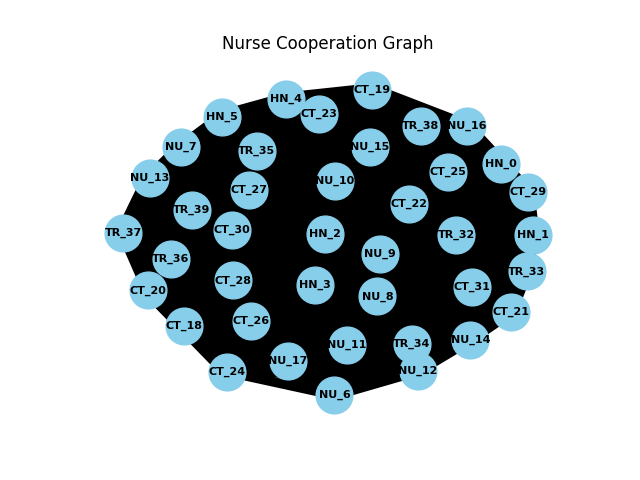 Nurse Cooperation Graph
CT_19
HN_4
CT_23
HN_5
TR_38
NU_16
NU_7
TR_35
NU_15
HN_0
CT_25
NU_13
NU_10
CT_27
CT_29
CT_22
TR_39
CT_30
TR_37
HN_2
TR_32
HN_1
NU_9
TR_36
TR_33
CT_28
HN_3
CT_31
CT_20
NU_8
CT_21
CT_26
CT_18
NU_14
TR_34
NU_11
NU_17
NU_12
CT_24
NU_6